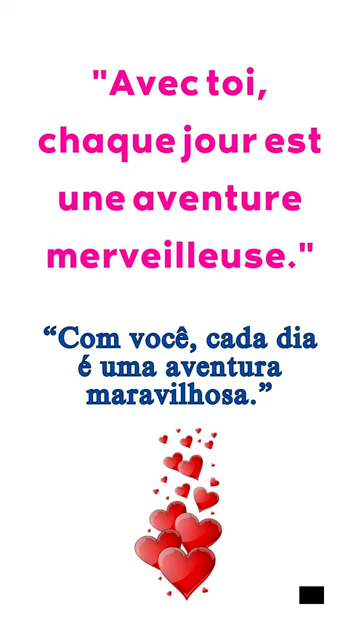 "Avec toi,
chaque jour est
une aventure
merveilleuse."
“Com você, cada dia
é uma aventura
maravilhosa.”